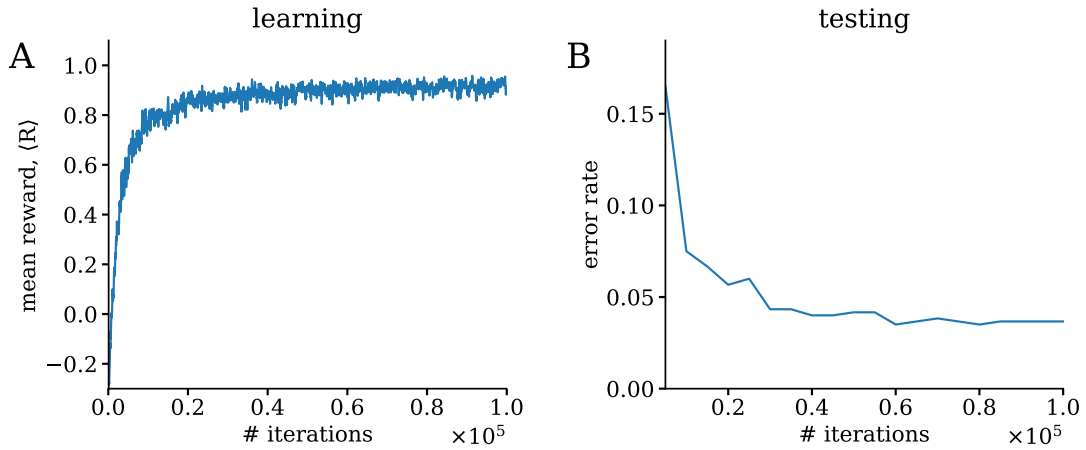 learning
A
mean reward, ⟨R⟩
1.0
0.8
0.6
0.4
0.2
0.0
−0.2
0.0 0.2 0.4 0.6 0.8 1.0
# iterations
×10⁵
testing
B
error rate
0.15
0.10
0.05
0.00
0.2 0.4 0.6 0.8 1.0
# iterations
×10⁵